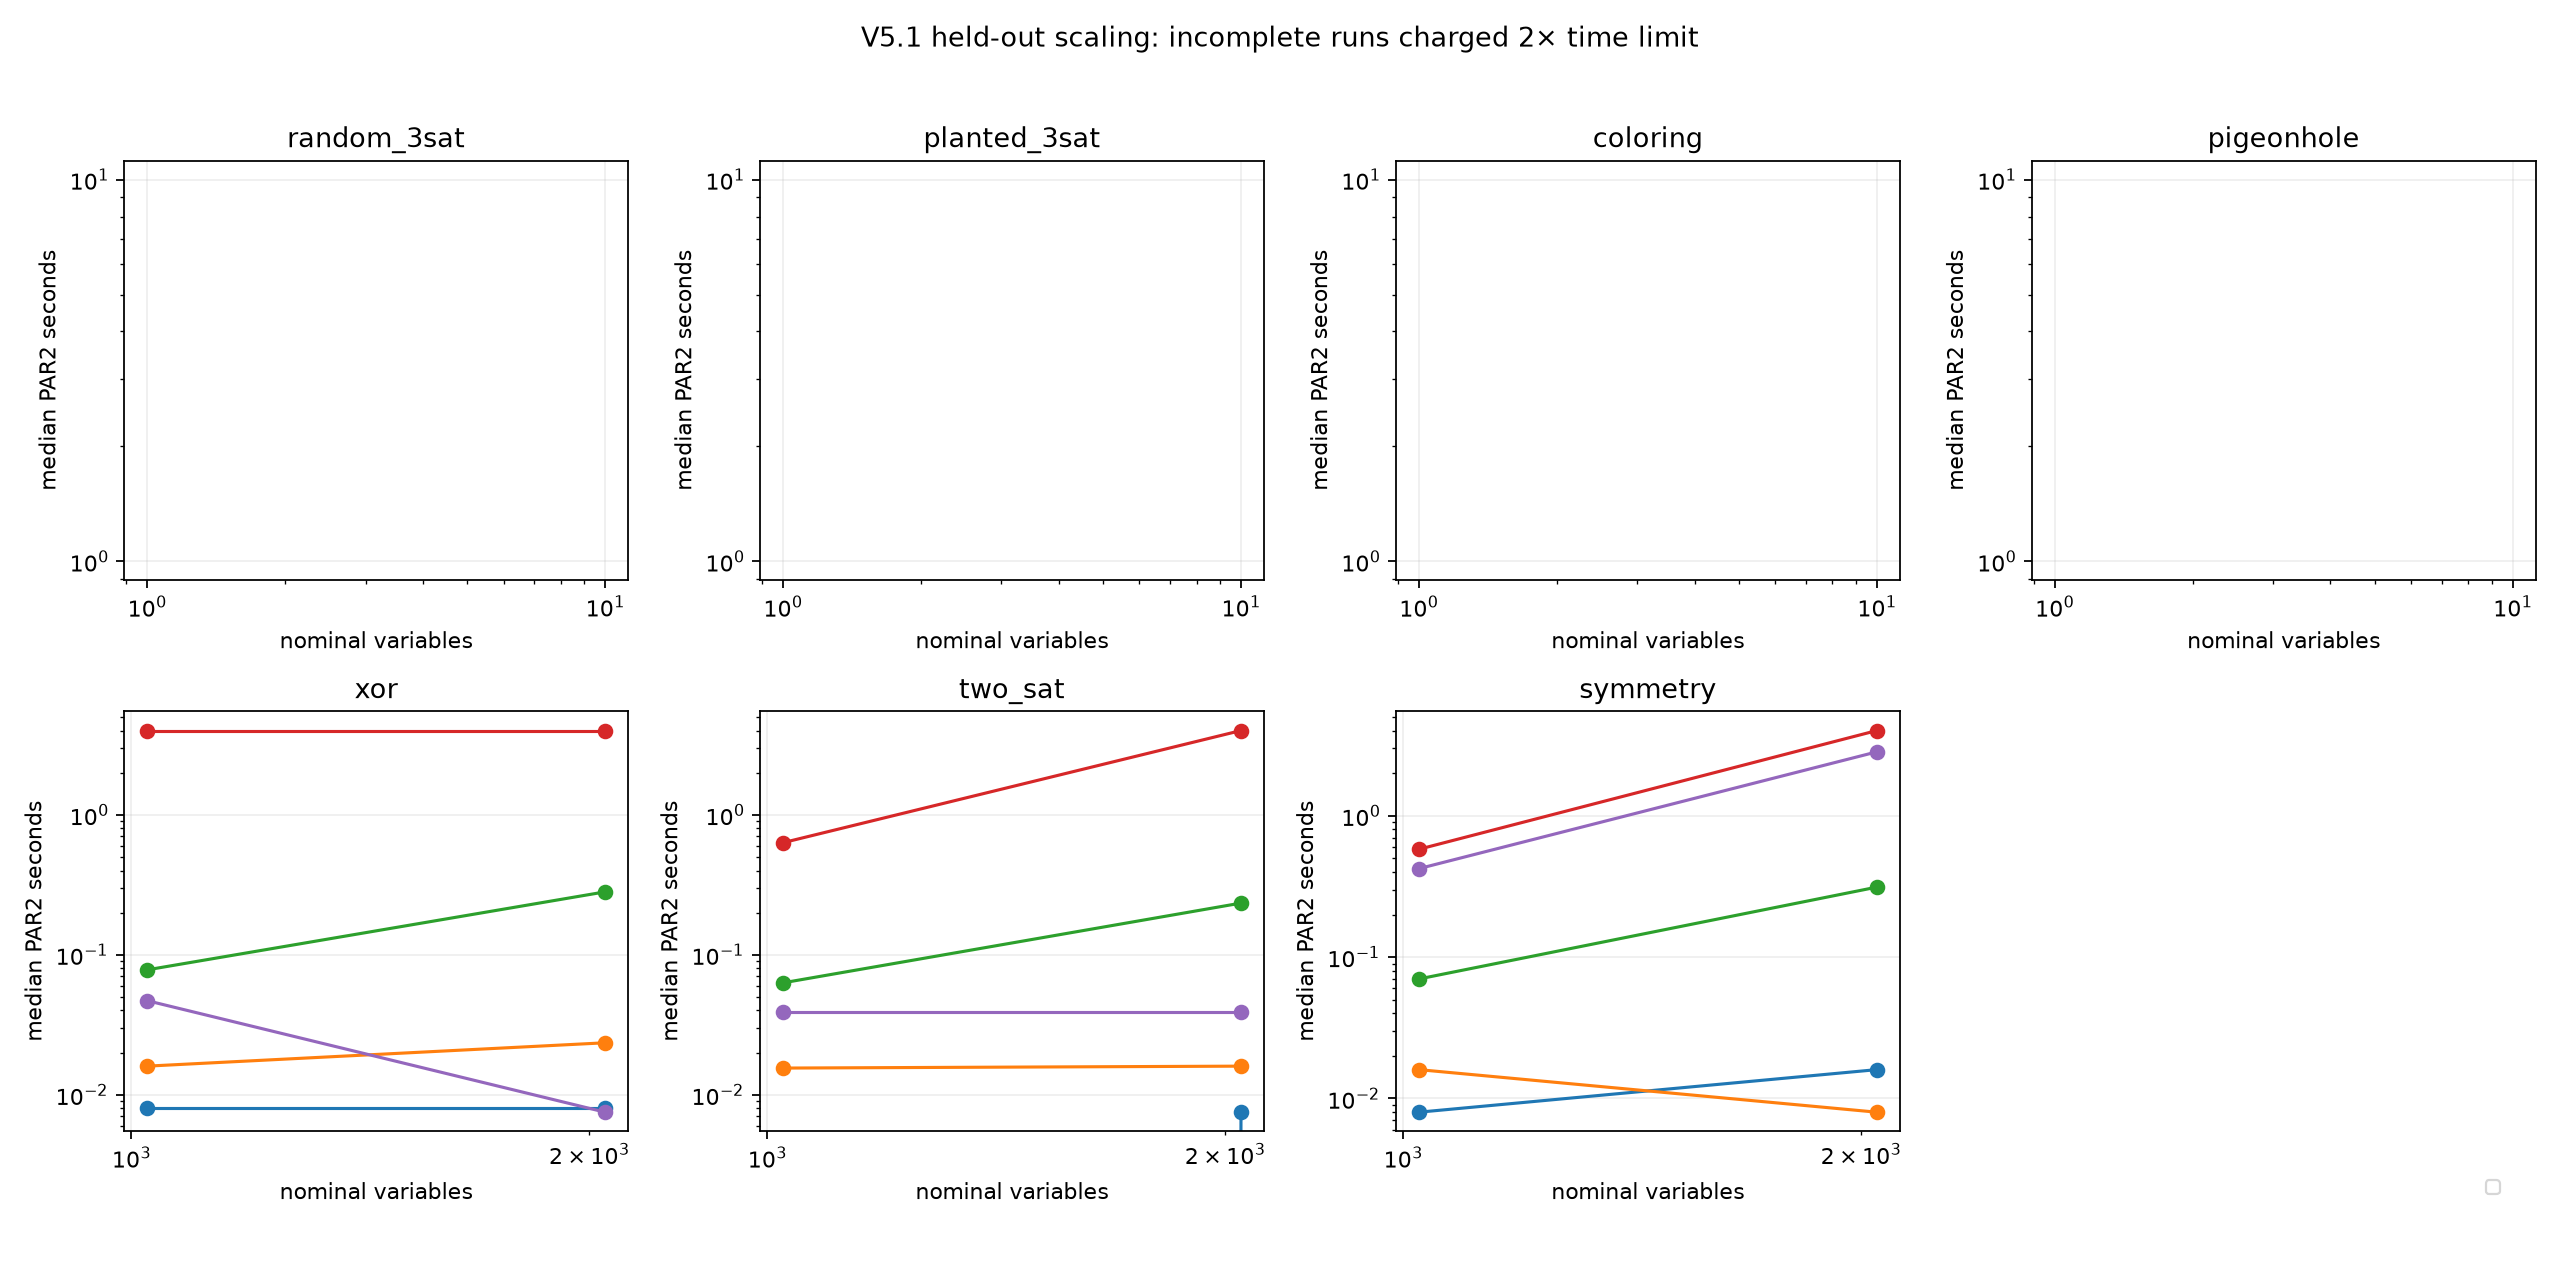 V5.1 held-out scaling: incomplete runs charged 2× time limit
random_3sat
median PAR2 seconds
10¹
10⁰
10⁰ 10¹
nominal variables
planted_3sat
median PAR2 seconds
10¹
10⁰
10⁰ 10¹
nominal variables
coloring
median PAR2 seconds
10¹
10⁰
10⁰ 10¹
nominal variables
pigeonhole
median PAR2 seconds
10¹
10⁰
10⁰ 10¹
nominal variables
xor
median PAR2 seconds
10⁰
10⁻¹
10⁻²
10³ 2 × 10³
nominal variables
two_sat
median PAR2 seconds
10⁰
10⁻¹
10⁻²
10³ 2 × 10³
nominal variables
symmetry
median PAR2 seconds
10⁰
10⁻¹
10⁻²
10³ 2 × 10³
nominal variables